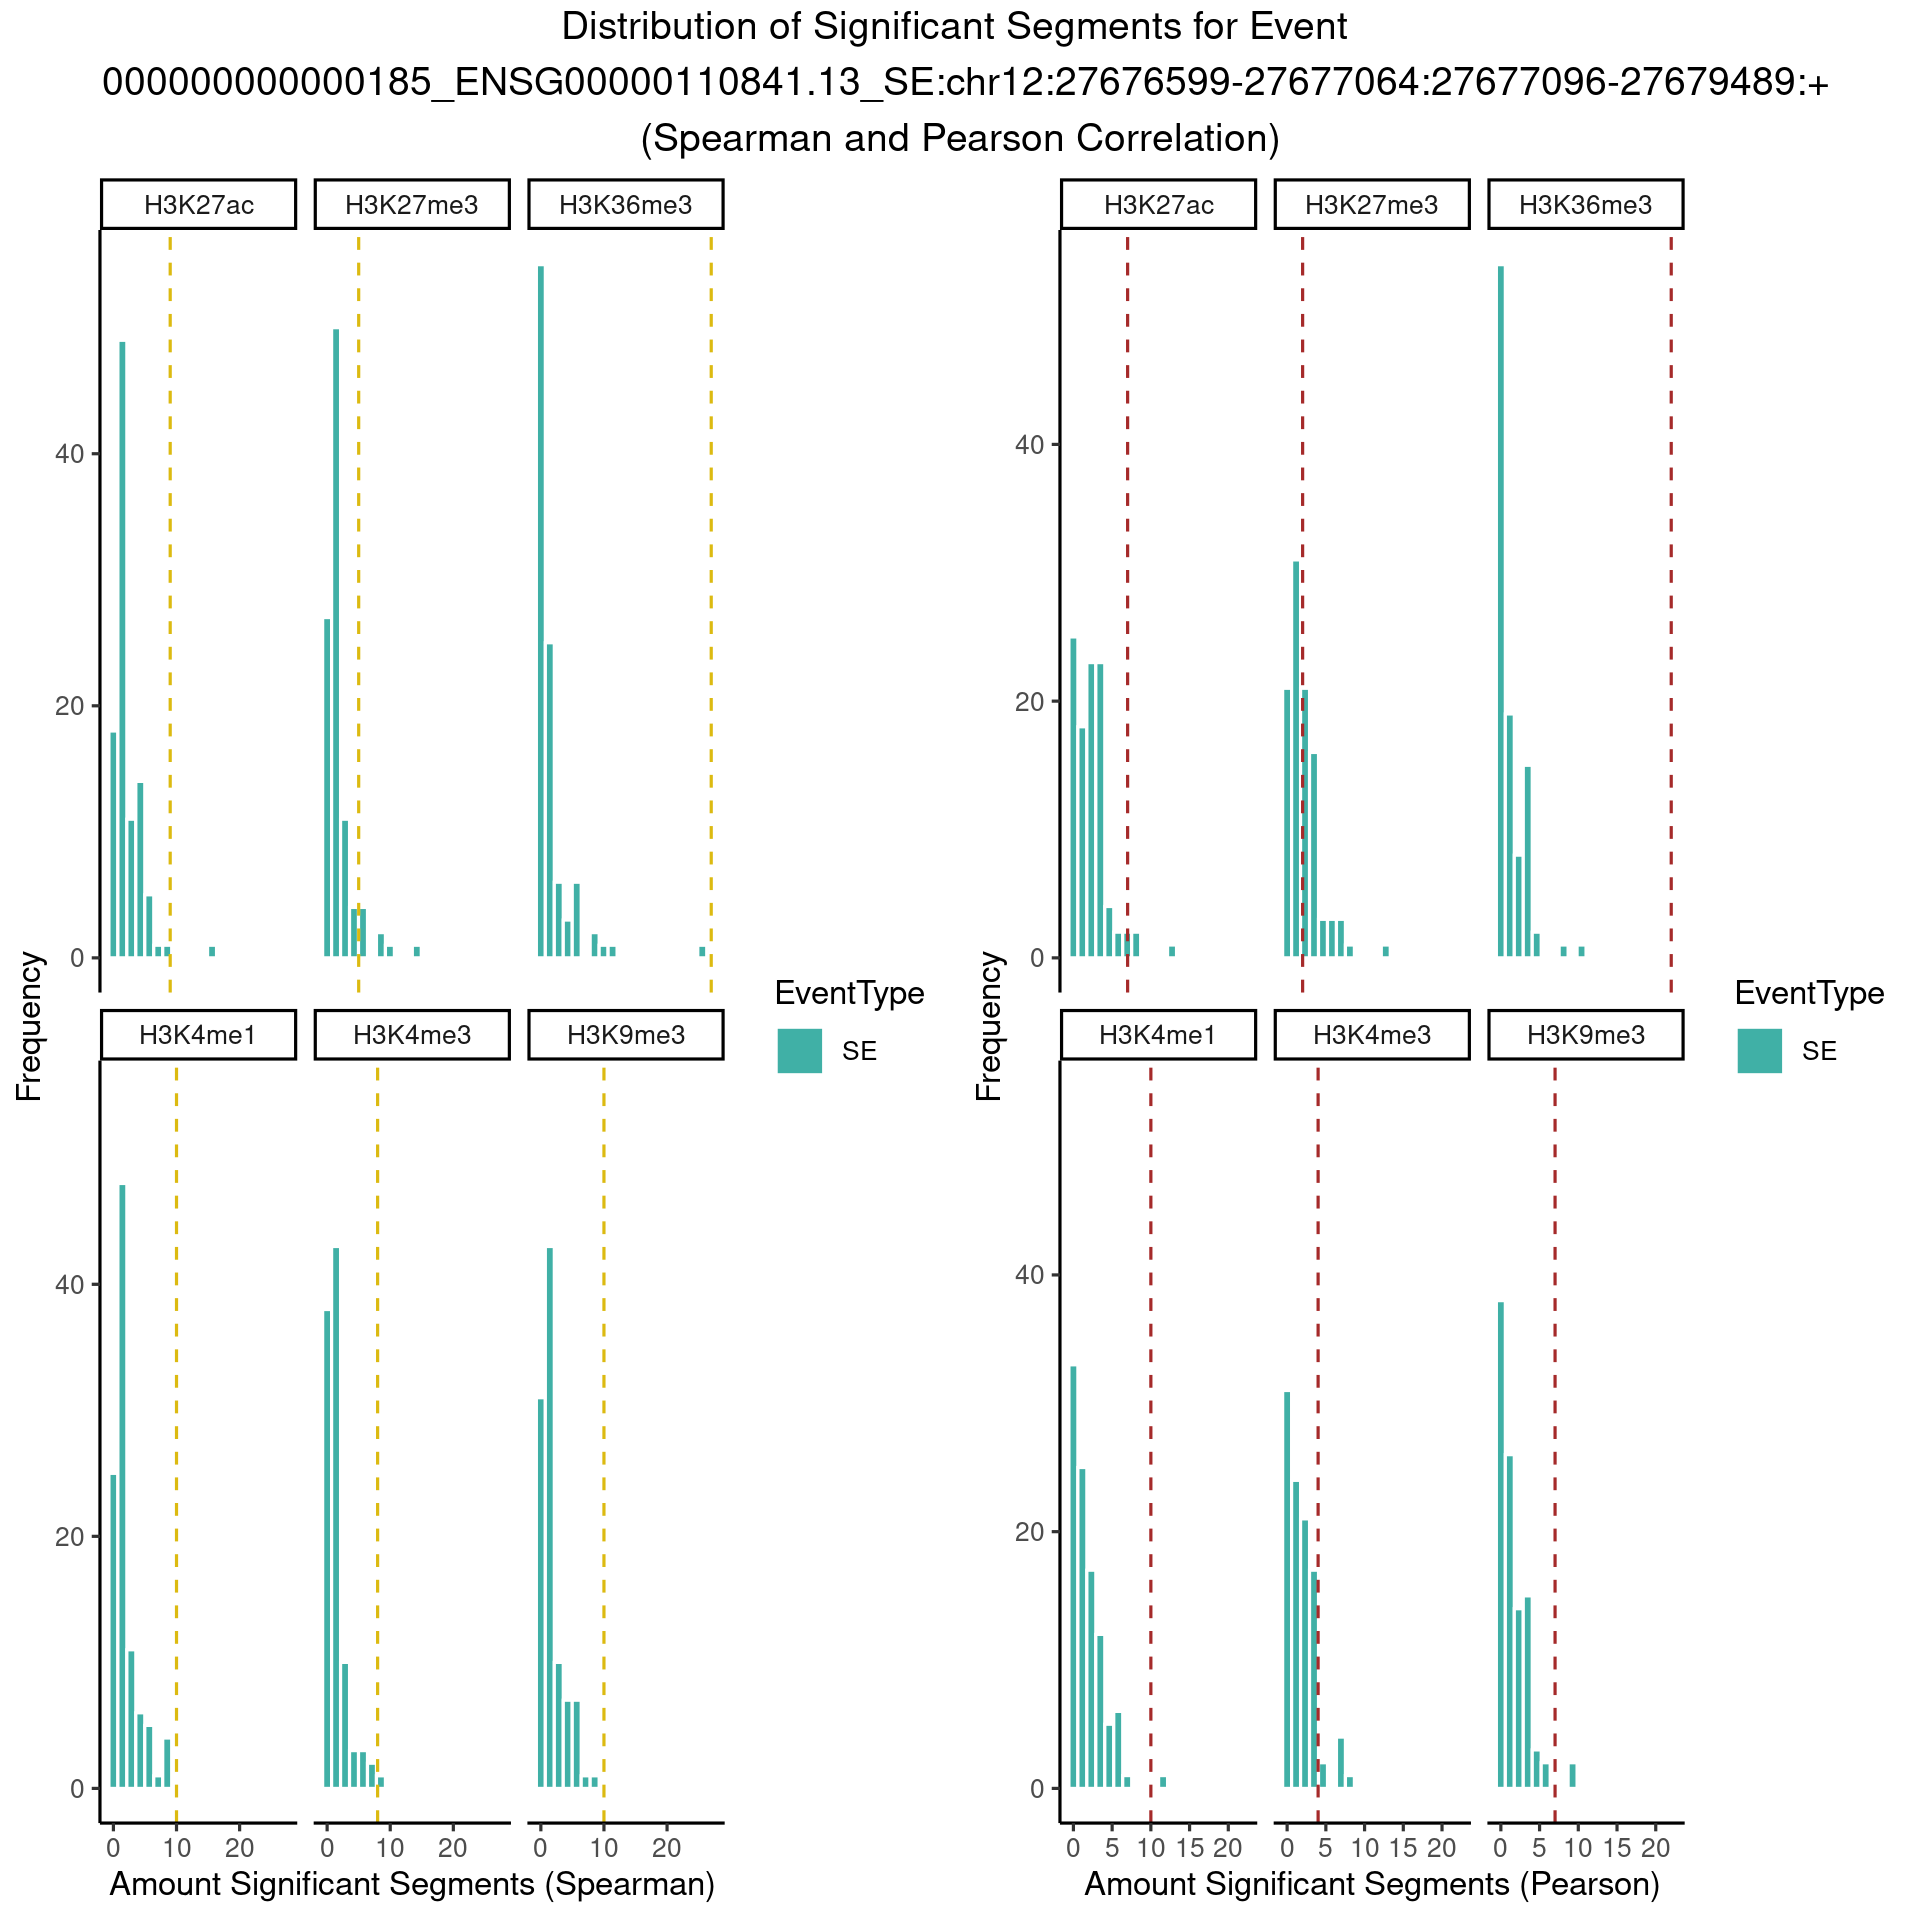 Distribution of Significant Segments for Event
000000000000185_ENSG00000110841.13_SE:chr12:27676599-27677064:27677096-27679489:+
(Spearman and Pearson Correlation)
H3K27ac H3K27me3 H3K36me3
40
20
0
H3K4me1 H3K4me3 H3K9me3
40
20
0
0 10 20 0 10 20 0 10 20
Amount Significant Segments (Spearman)
Frequency
EventType
SE
H3K27ac H3K27me3 H3K36me3
40
20
0
H3K4me1 H3K4me3 H3K9me3
40
20
0
0 5 10 15 20 0 5 10 15 20 0 5 10 15 20
Amount Significant Segments (Pearson)
Frequency
EventType
SE